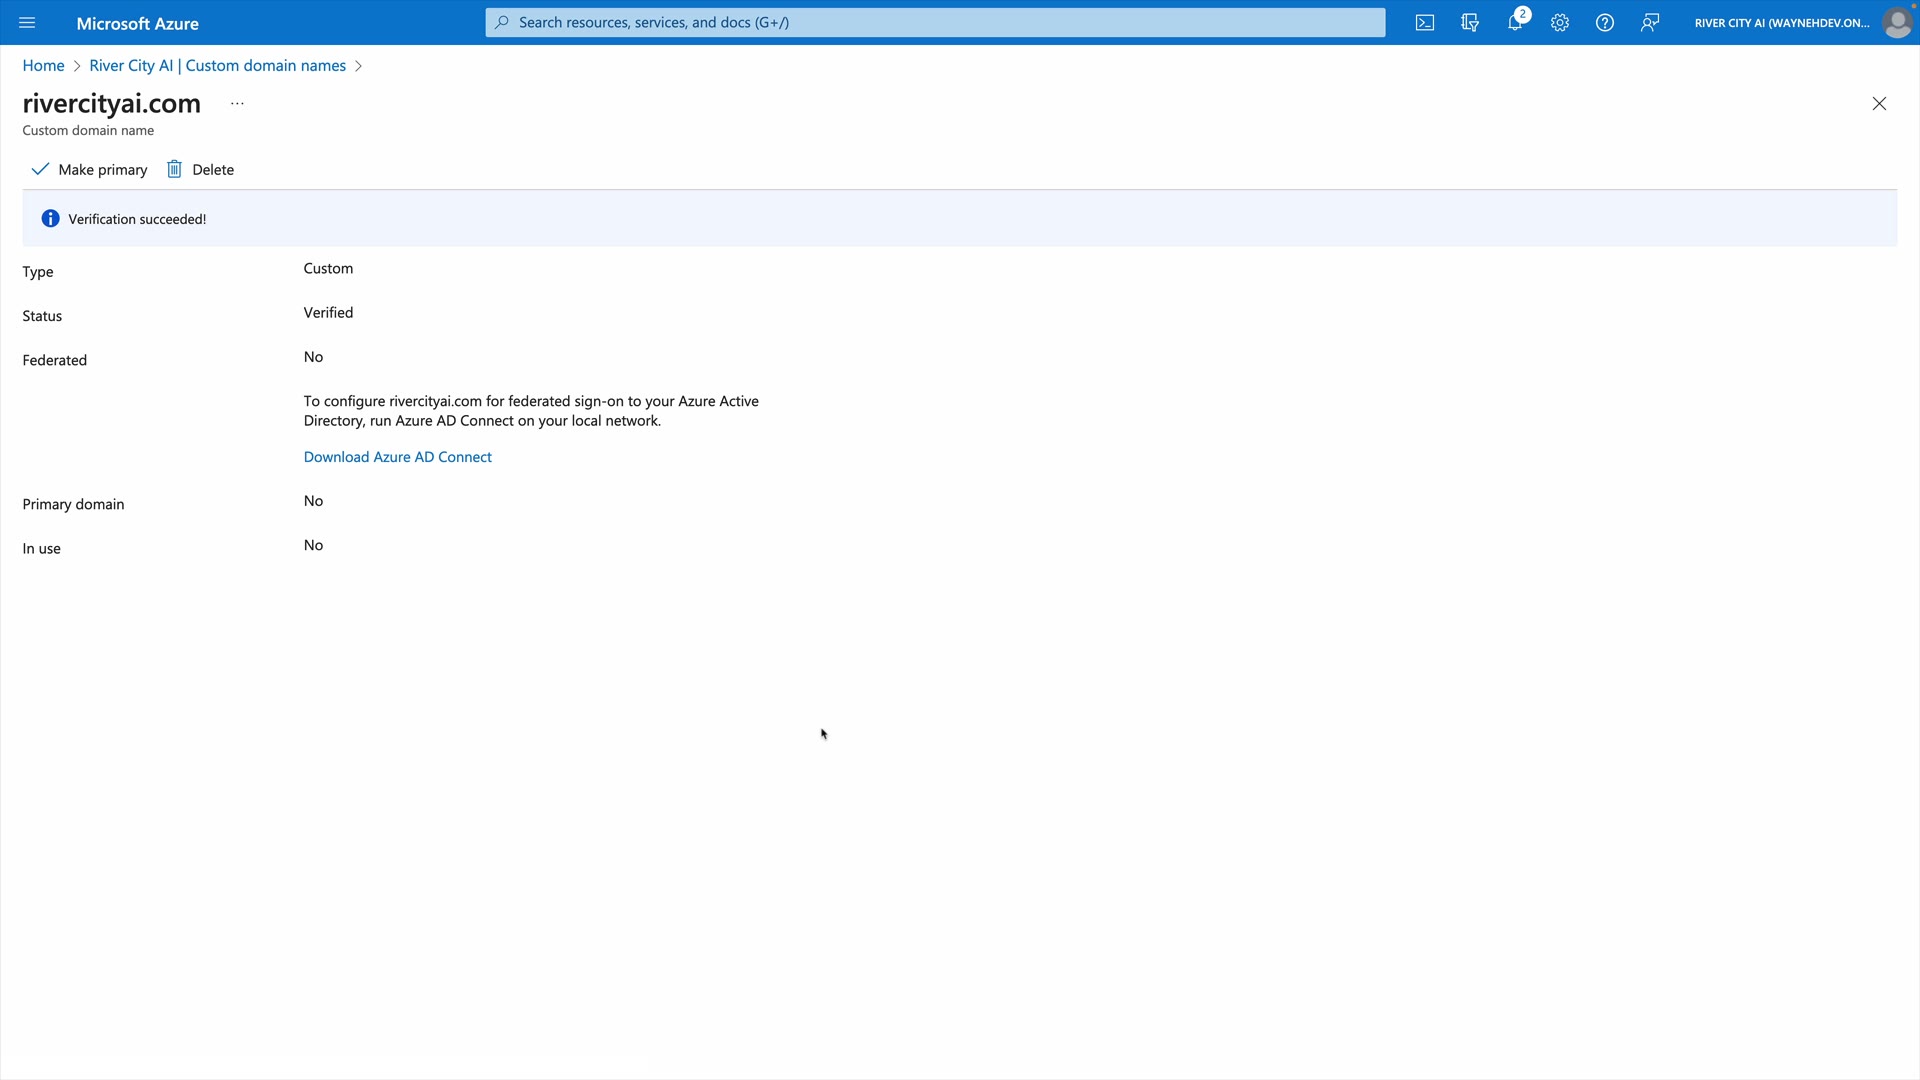 Microsoft Azure
Search resources, services, and docs (G+/)
2
RIVER CITY AI (WAYNEHDEV.ON...
Home > River City AI | Custom domain names >
rivercityai.com ...
Custom domain name
Make primary
Delete
Verification succeeded!
Type Custom
Status Verified
Federated No
To configure rivercityai.com for federated sign-on to your Azure Active
Directory, run Azure AD Connect on your local network.
Download Azure AD Connect
Primary domain No
In use No